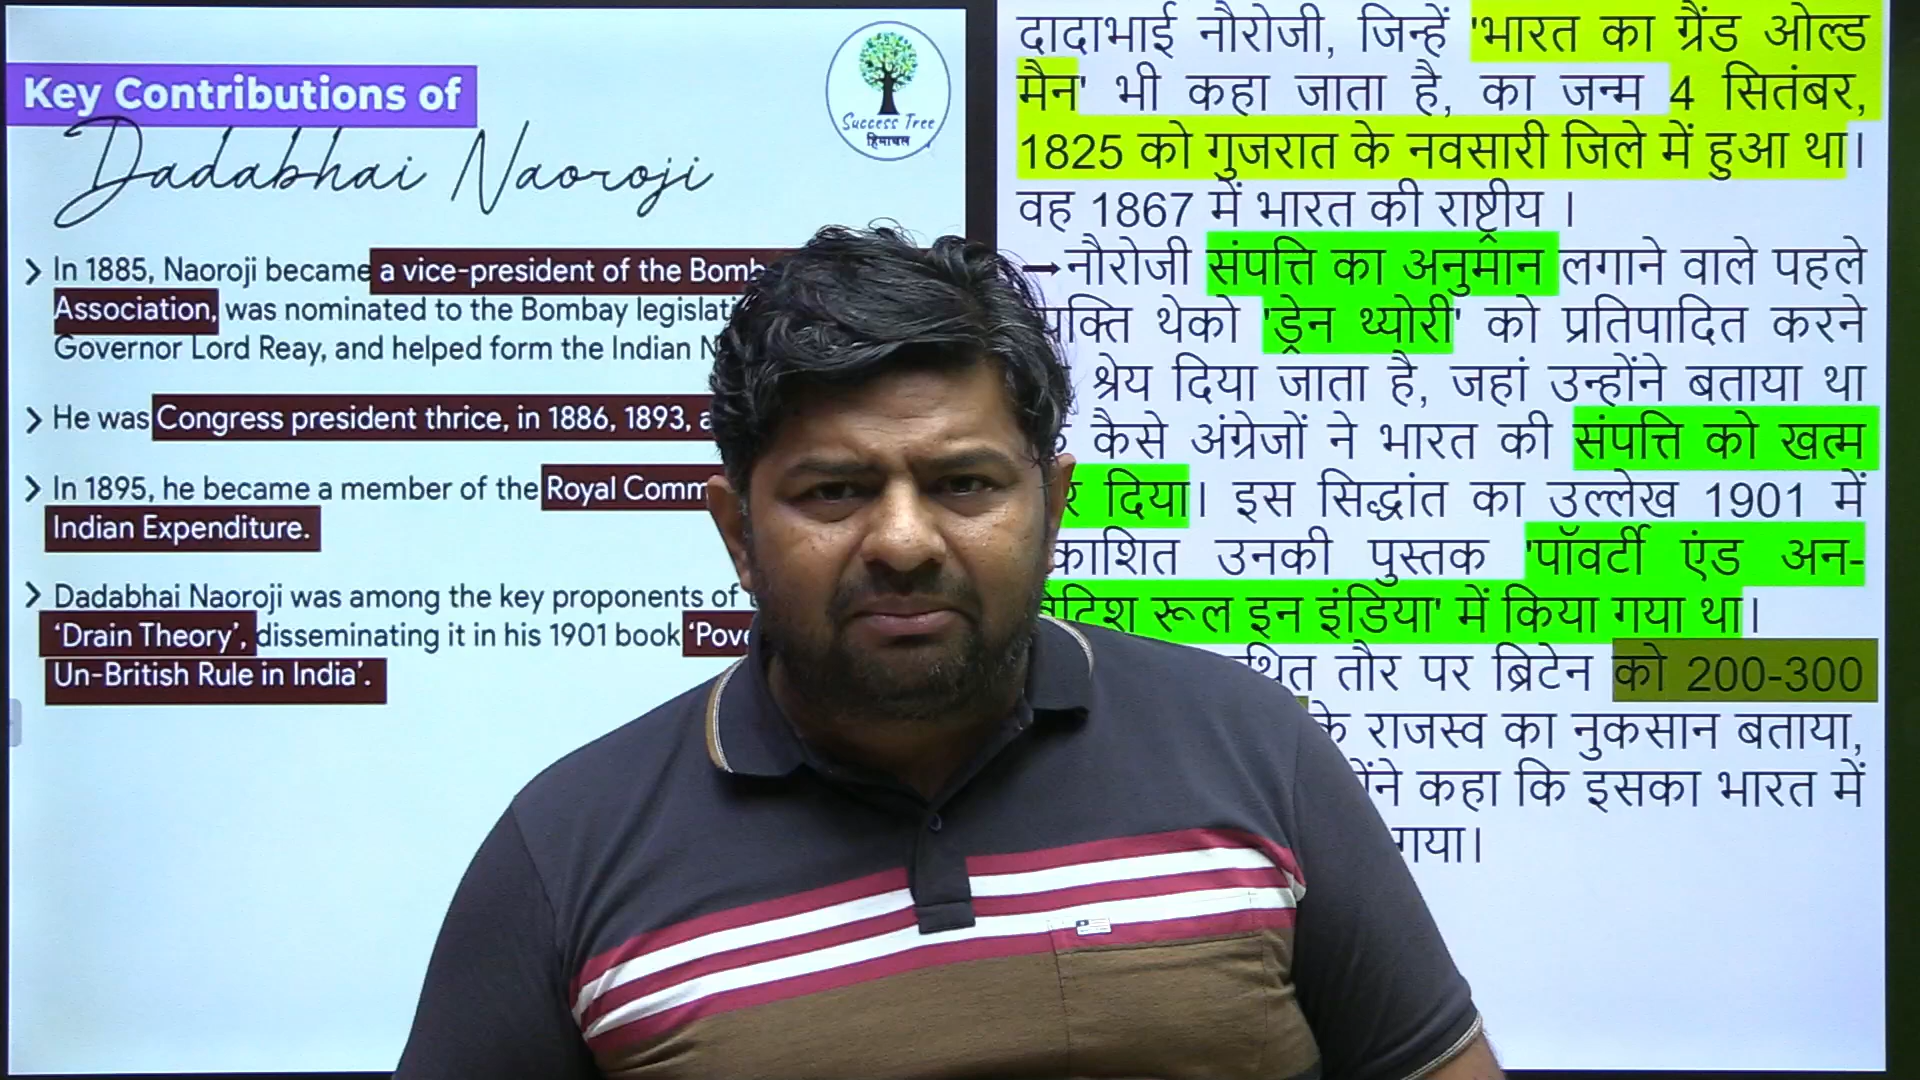 Key Contributions of
Dadabhai Naoroji
Success Tree
हिमाचल
In 1885, Naoroji became a vice-president of the
Association, was nominated to the Bombay
Governor Lord Reay, and helped form the Indian
He was Congress president thrice, in 1886, 1893,
In 1895, he became a member of the Royal
Indian Expenditure.
Dadabhai Naoroji was among the key proponents of
'Drain Theory', disseminating it in his 1901 book
Un-British Rule in India'.
दादाभाई नौरोजी, जिन्हें 'भारत का ग्रैंड ओल्ड
मैन' भी कहा जाता है, का जन्म 4 सितंबर,
1825 को गुजरात के नवसारी जिले में हुआ था।
वह 1867 में भारत की राष्ट्रीय ।
→नौरोजी संपत्ति का अनुमान लगाने वाले पहले
थेको 'ड्रेन थ्योरी' को प्रतिपादित करने
श्रेय दिया जाता है, जहां उन्होंने बताया था
कैसे अंग्रेजों ने भारत की संपत्ति को खत्म
दिया। इस सिद्धांत का उल्लेख 1901 में
उनकी पुस्तक 'पॉवर्टी एंड अन-
रूल इन इंडिया' में किया गया था।
तौर पर ब्रिटेन को 200-300
के राजस्व का नुकसान बताया,
कहा कि इसका भारत में
गया।